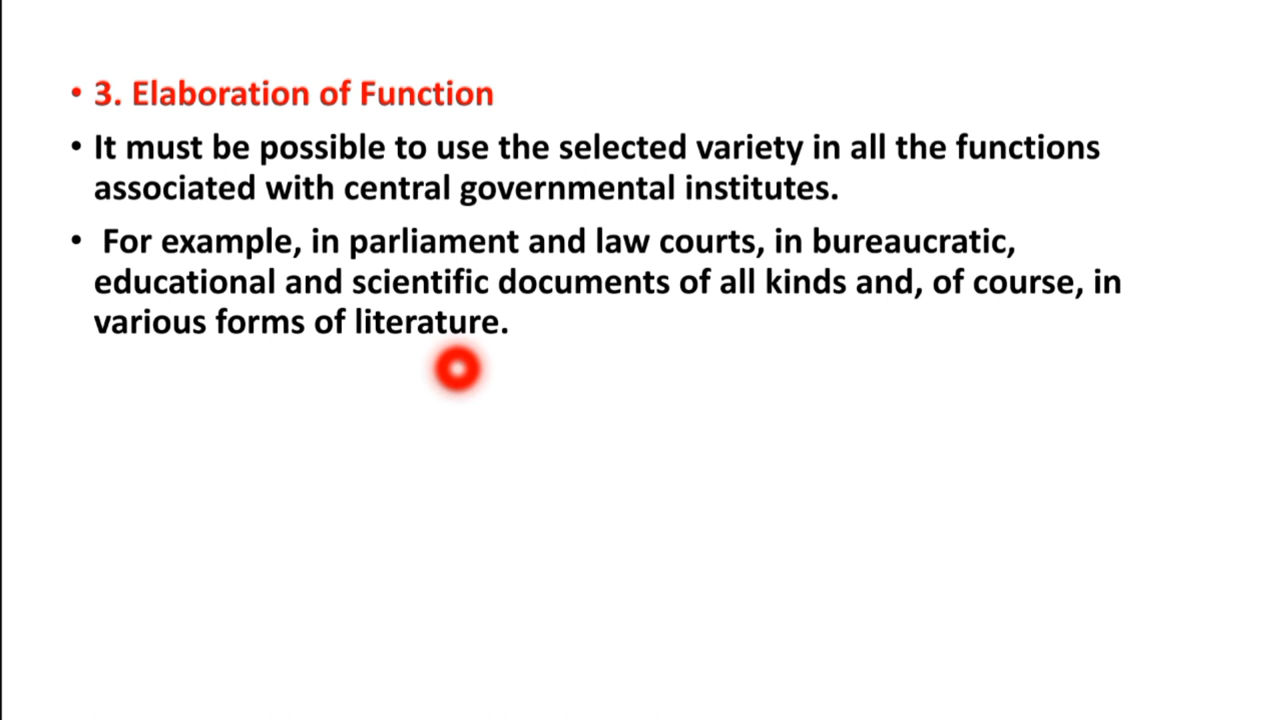 • 3. Elaboration of Function
• It must be possible to use the selected variety in all the functions
associated with central governmental institutes.
• For example, in parliament and law courts, in bureaucratic,
educational and scientific documents of all kinds and, of course, in
various forms of literature.